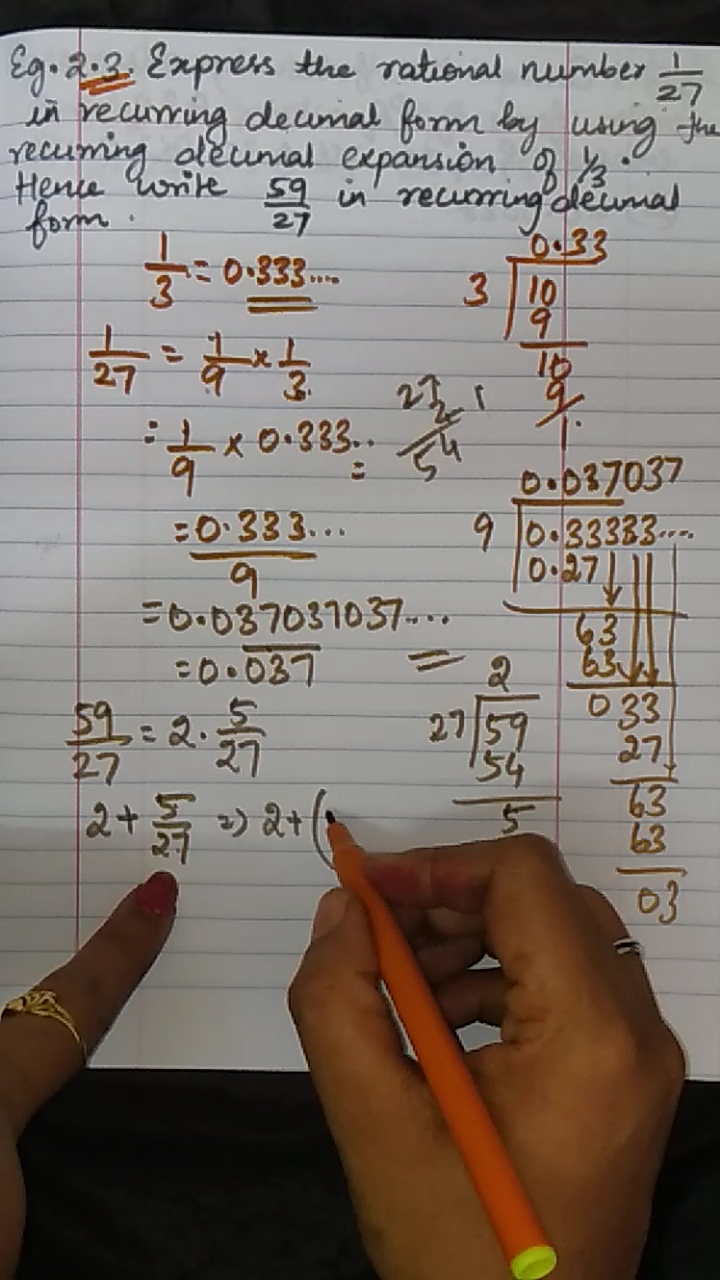 Eg. 2.3. Express the rational number 1/27
in recurring decimal form by using the
recurring decimal expansion of 1/3.
Hence write 59/27 in recurring decimal
form.
1/3 = 0.333....
0.33
3 10
9
10
9
1.
1/27 = 1/9 × 1/3.
= 1/9 × 0.333..
=
27
54
= 0.333...
9
= 0.037037037....
= 0.037
0.037037
9 0.33333....
0.27
63
63
033
27
63
63
03
59/27 = 2. 5/27
2
27 59
54
5
2 + 5/27 => 2 + (